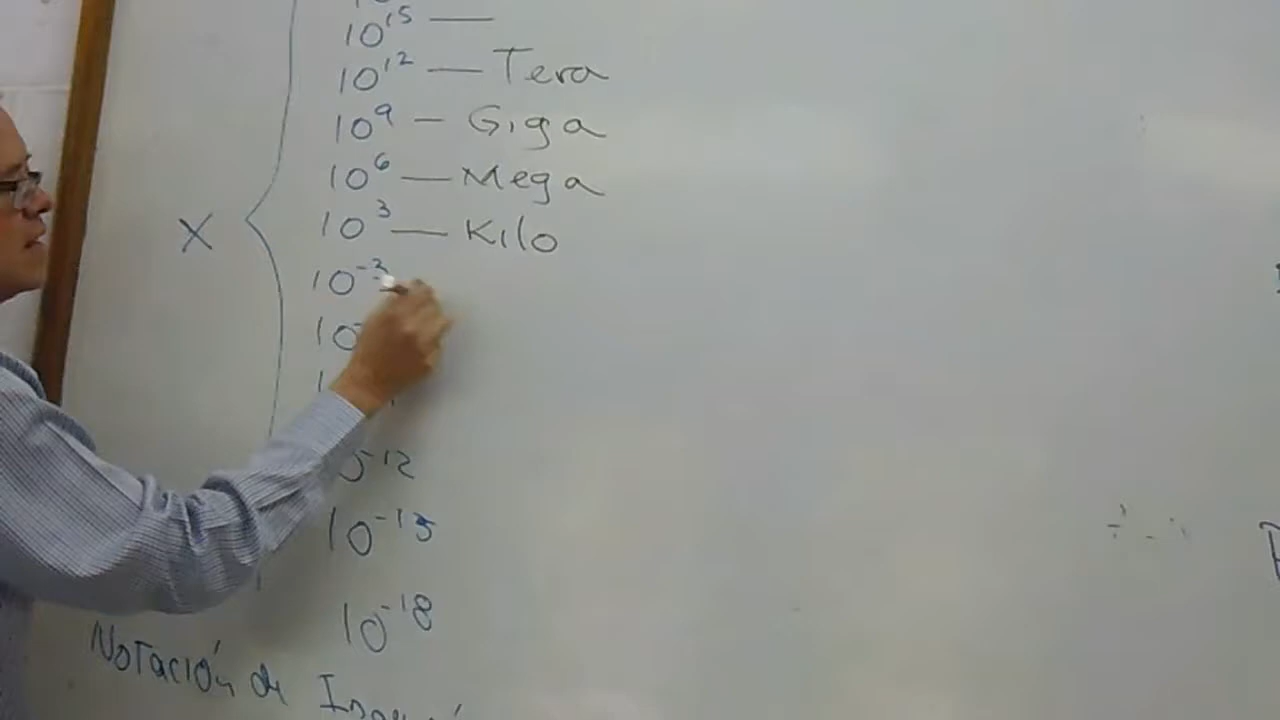 10¹⁵ —
10¹² — Tera
10⁹ — Giga
10⁶ — Mega
10³ — Kilo
X
10⁻³
10
10⁻¹²
10⁻¹⁵
10⁻¹⁸
Notación de